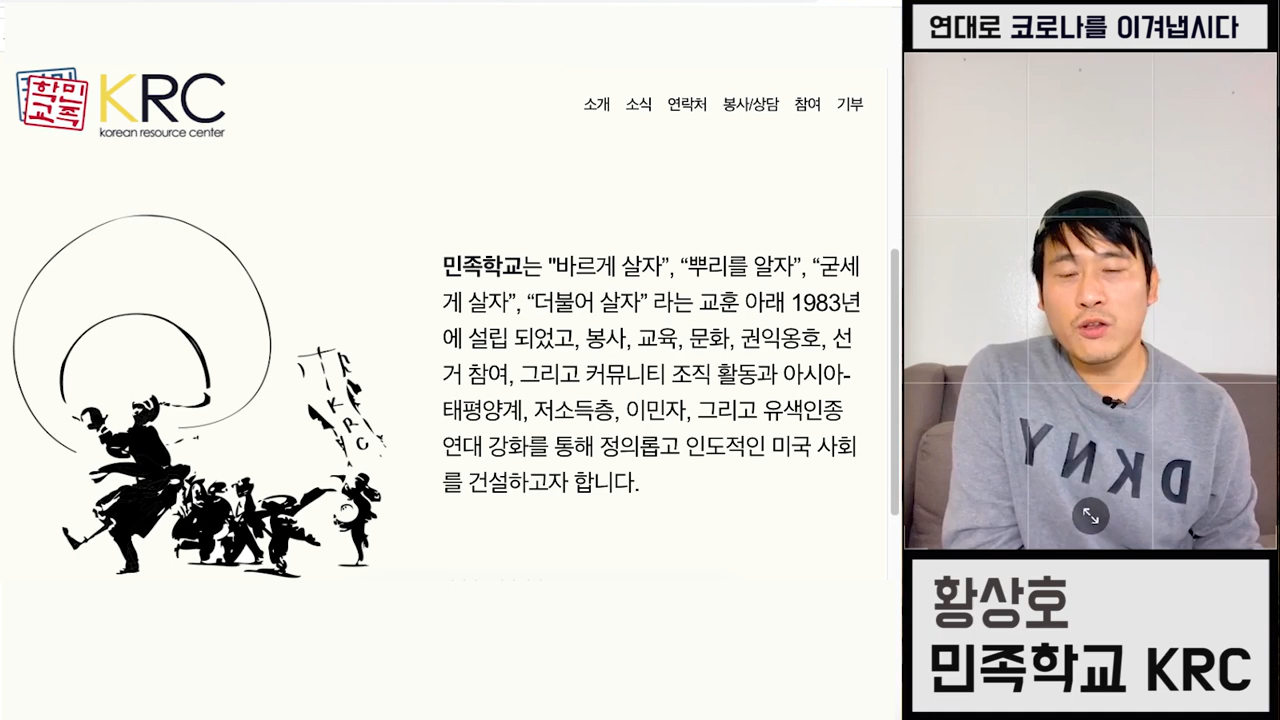 연대로 코로나를 이겨냅시다
민족
학교
KRC
korean resource center
소개 소식 연락처 봉사/상담 참여 기부
민족학교는 "바르게 살자”, “뿌리를 알자”, “굳세
게 살자”, “더불어 살자” 라는 교훈 아래 1983년
에 설립 되었고, 봉사, 교육, 문화, 권익옹호, 선
거 참여, 그리고 커뮤니티 조직 활동과 아시아-
태평양계, 저소득층, 이민자, 그리고 유색인종
연대 강화를 통해 정의롭고 인도적인 미국 사회
를 건설하고자 합니다.
KRC
DKNY
황상호
민족학교 KRC